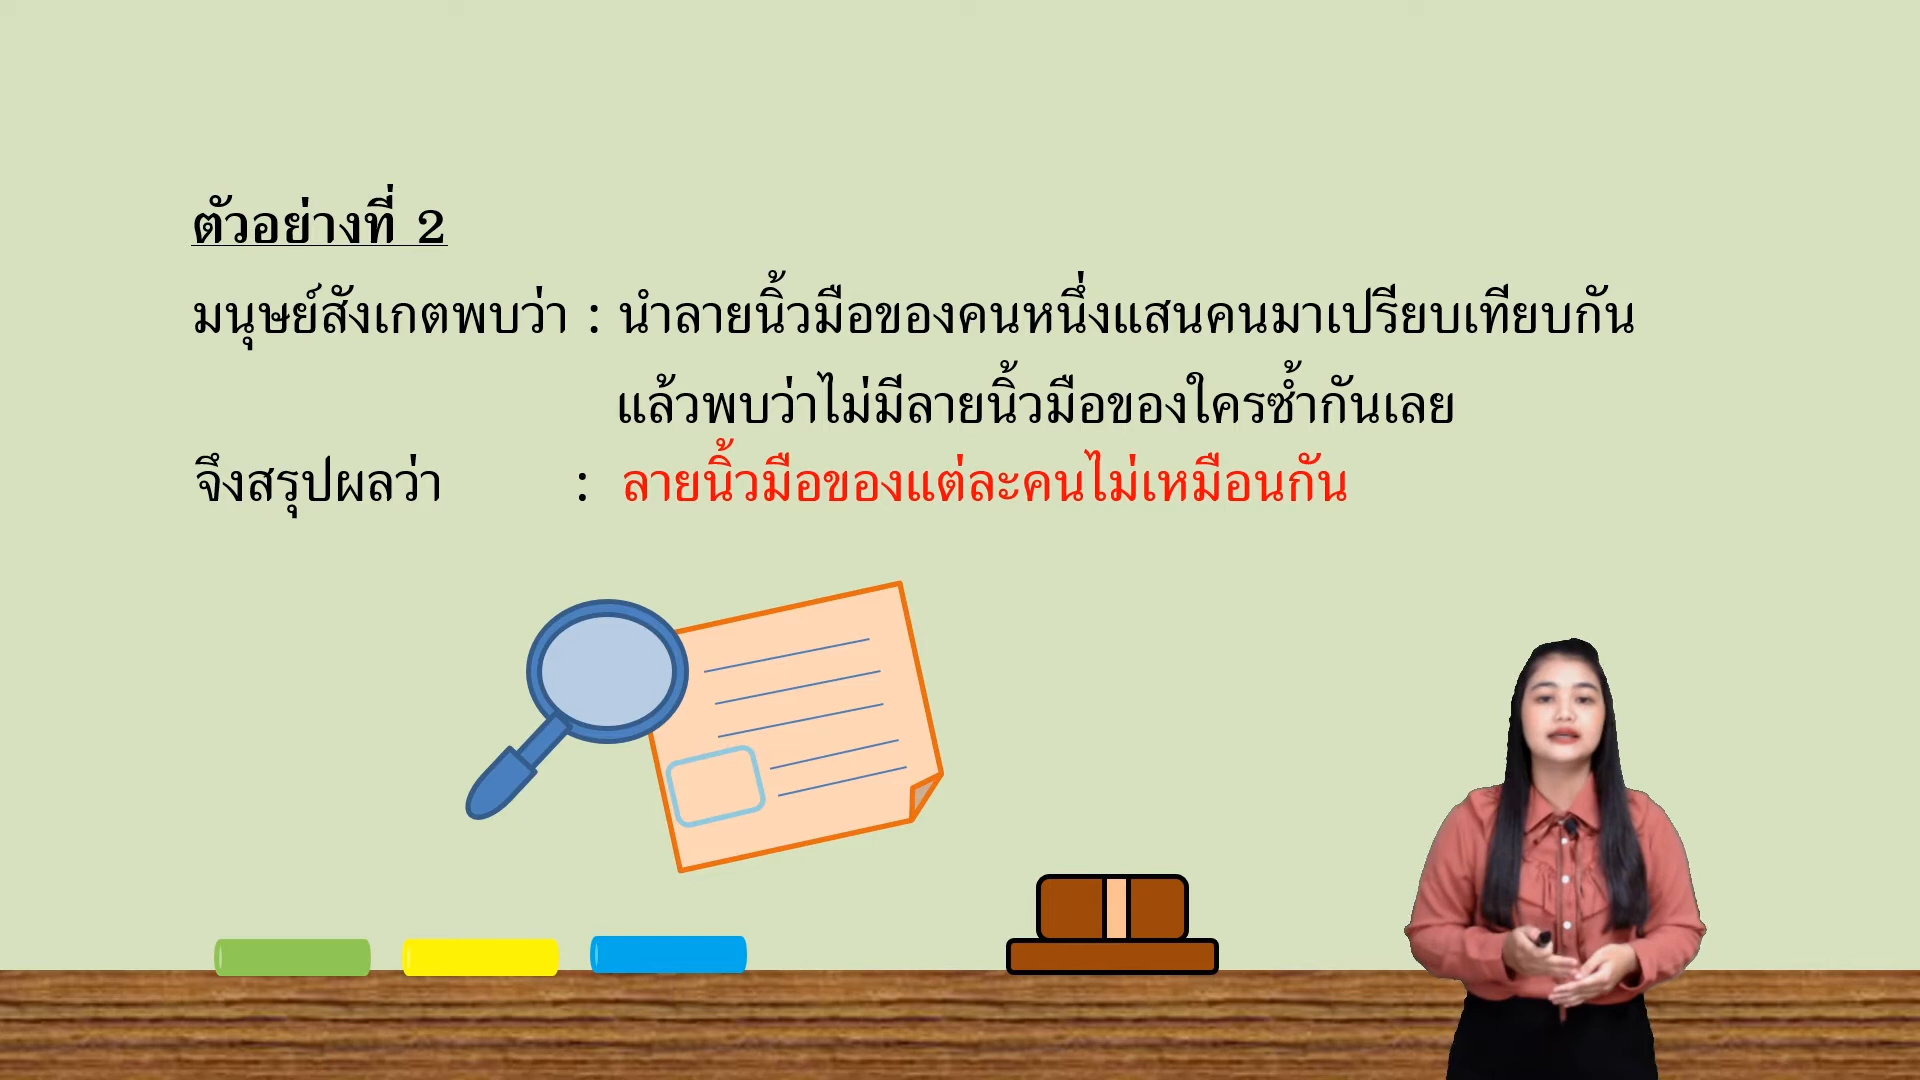 ตัวอย่างที่ 2
มนุษย์สังเกตพบว่า : นำลายนิ้วมือของคนหนึ่งแสนคนมาเปรียบเทียบกัน
แล้วพบว่าไม่มีลายนิ้วมือของใครซ้ำกันเลย
จึงสรุปผลว่า : ลายนิ้วมือของแต่ละคนไม่เหมือนกัน